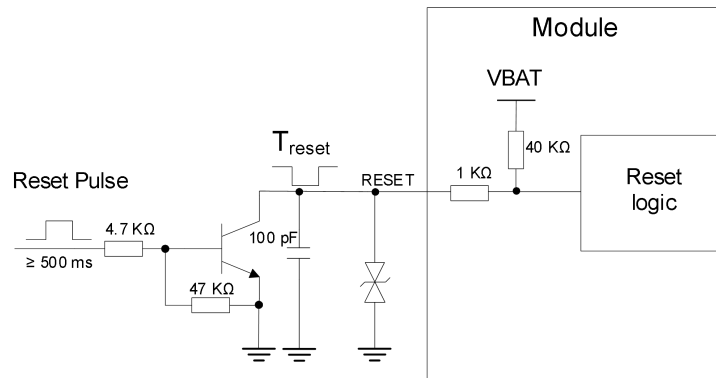 Module
VBAT
40 KΩ
T reset
1 KΩ
RESET
Reset logic
Reset Pulse
4.7 KΩ
100 pF
≥ 500 ms
47 KΩ